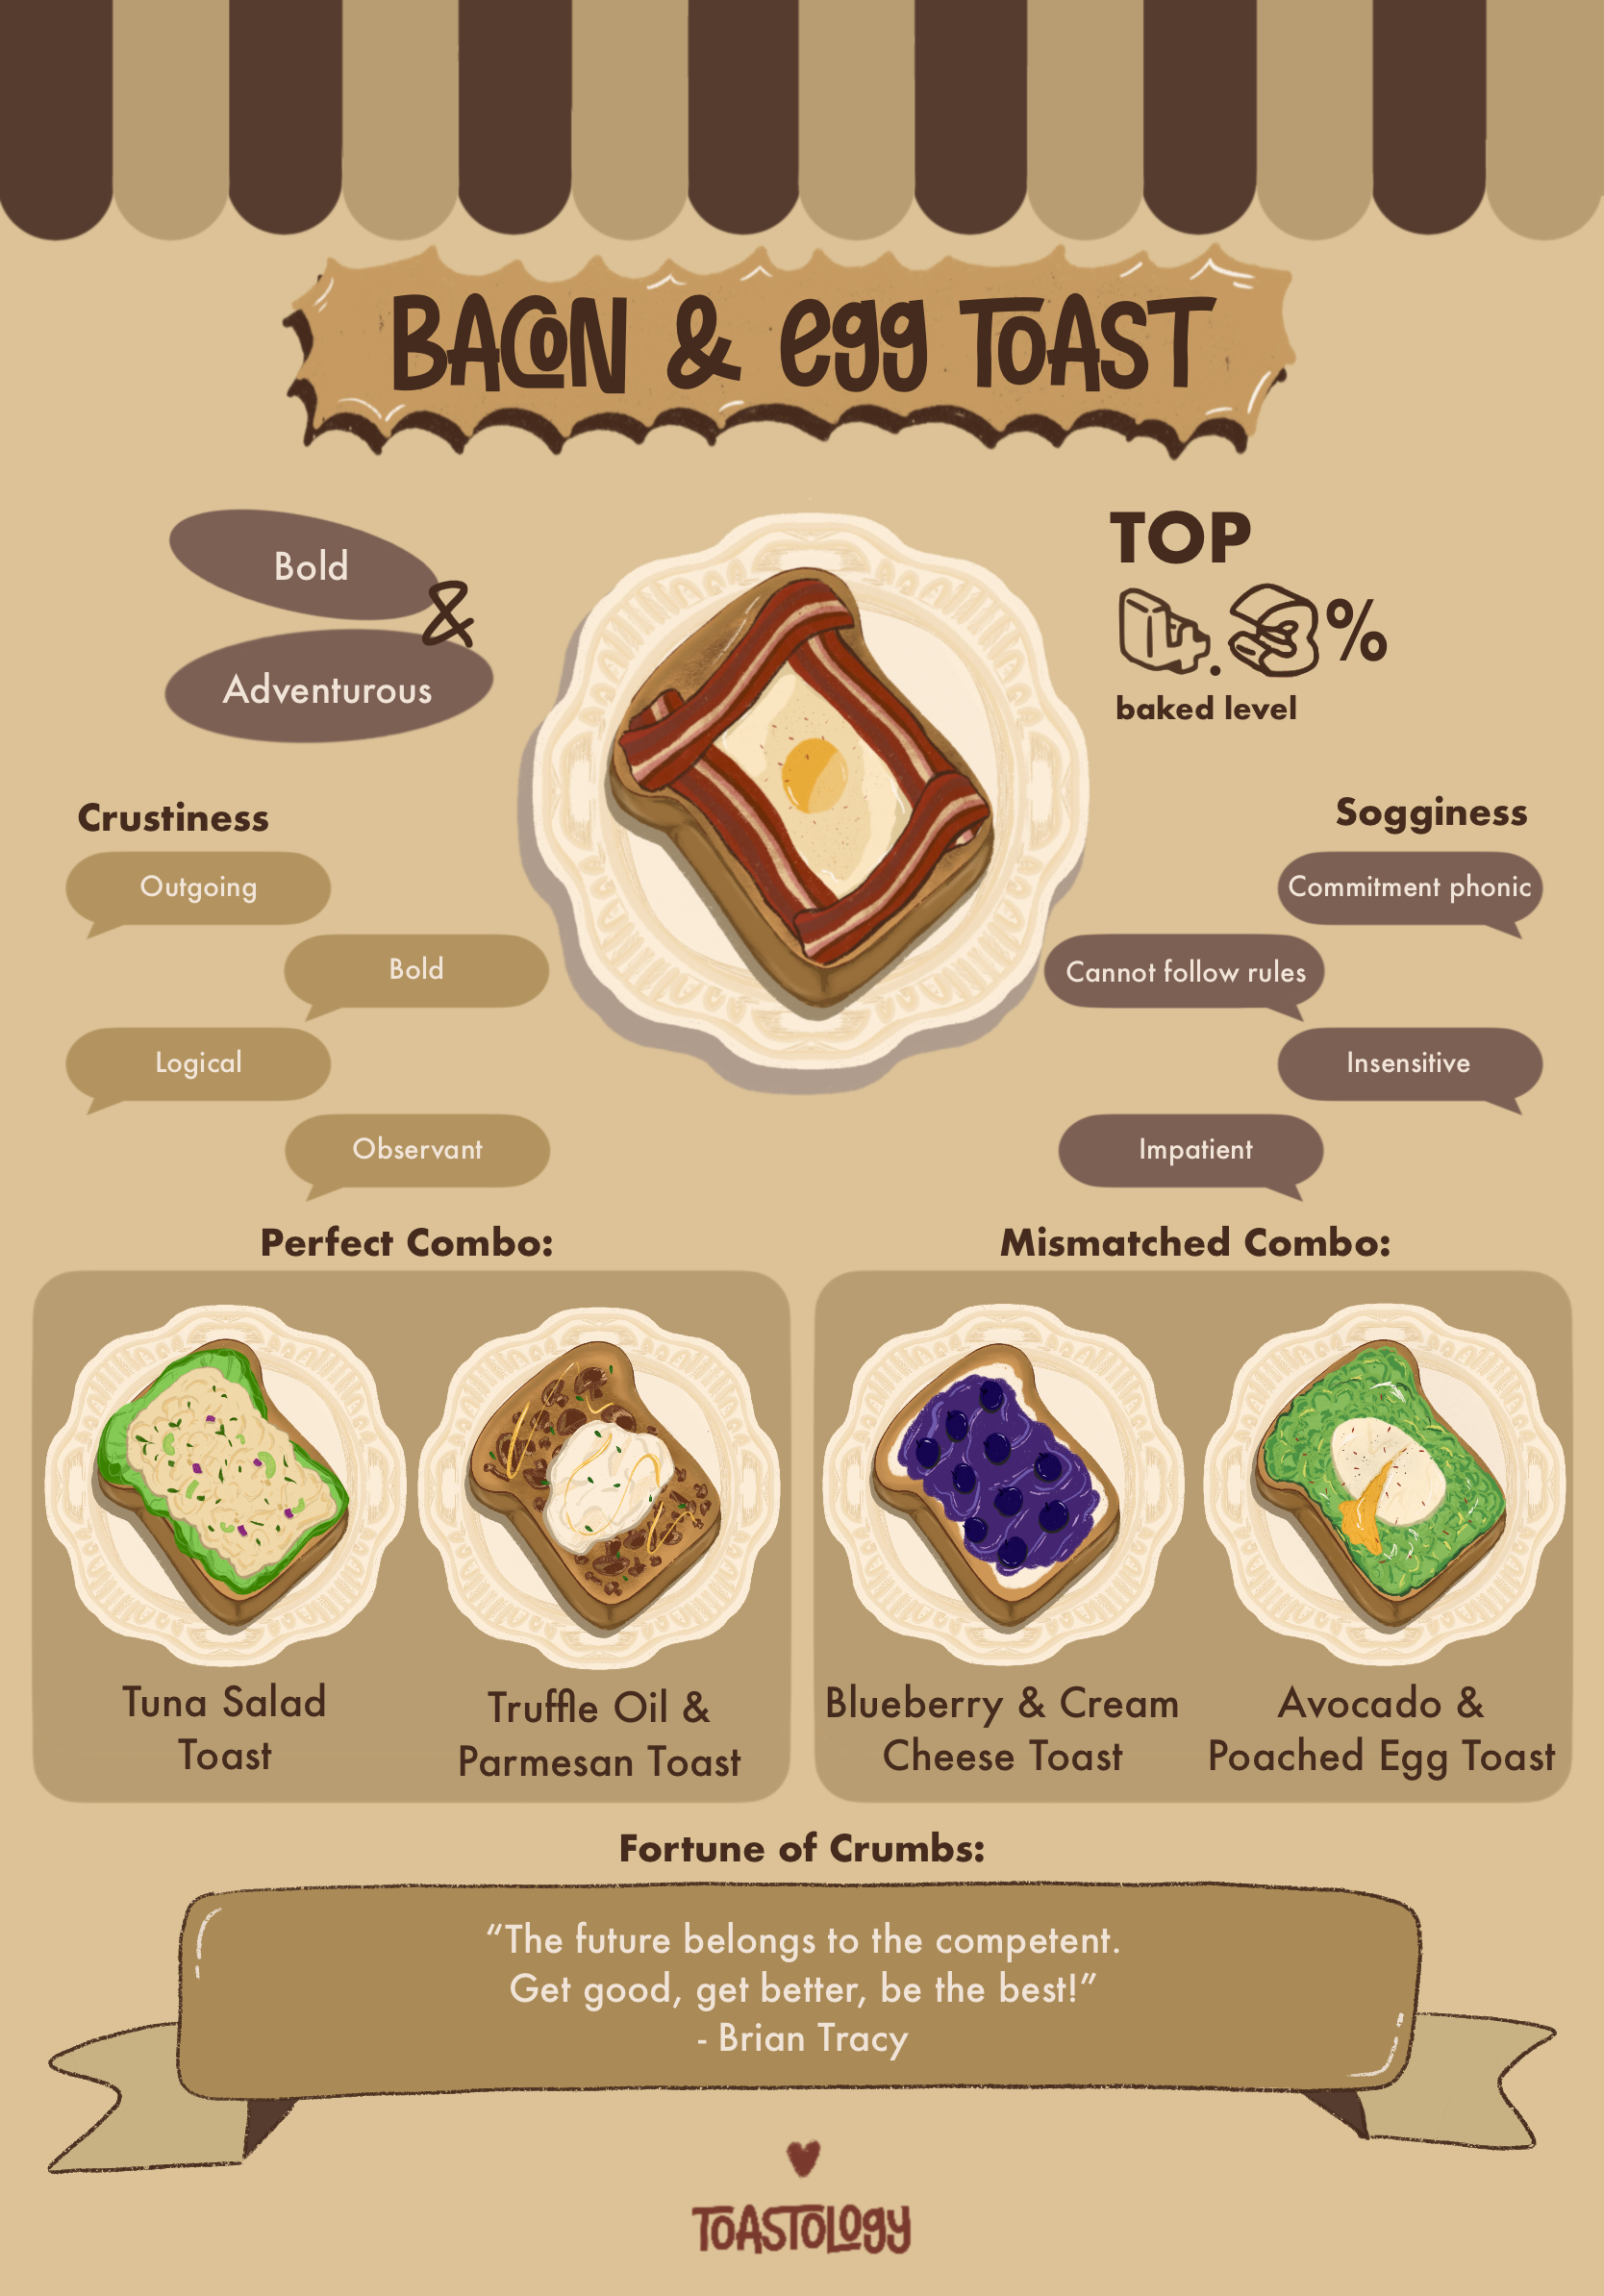 BACON & egg TOAST
Bold
&
Adventurous
TOP
4.3%
baked level
Crustiness
Outgoing
Bold
Logical
Observant
Sogginess
Commitment phonic
Cannot follow rules
Insensitive
Impatient
Perfect Combo:
Tuna Salad
Toast
Truffle Oil &
Parmesan Toast
Mismatched Combo:
Blueberry & Cream
Cheese Toast
Avocado &
Poached Egg Toast
Fortune of Crumbs:
“The future belongs to the competent.
Get good, get better, be the best!”
- Brian Tracy
TOASTOLOgy